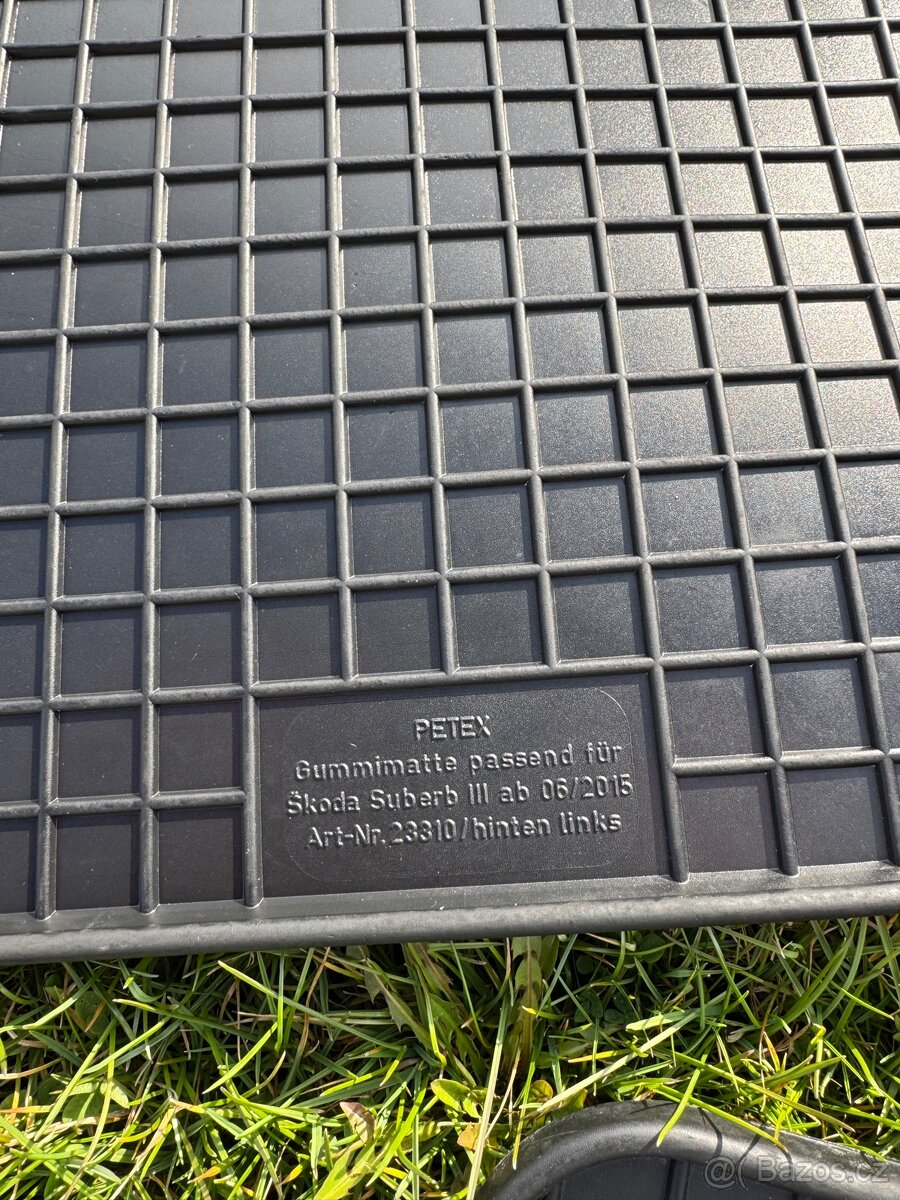 PETEX
Gummimatte passend für
Škoda Suberb III ab 06/2015
Art-Nr. 23310/hinten links
Bazos.cz